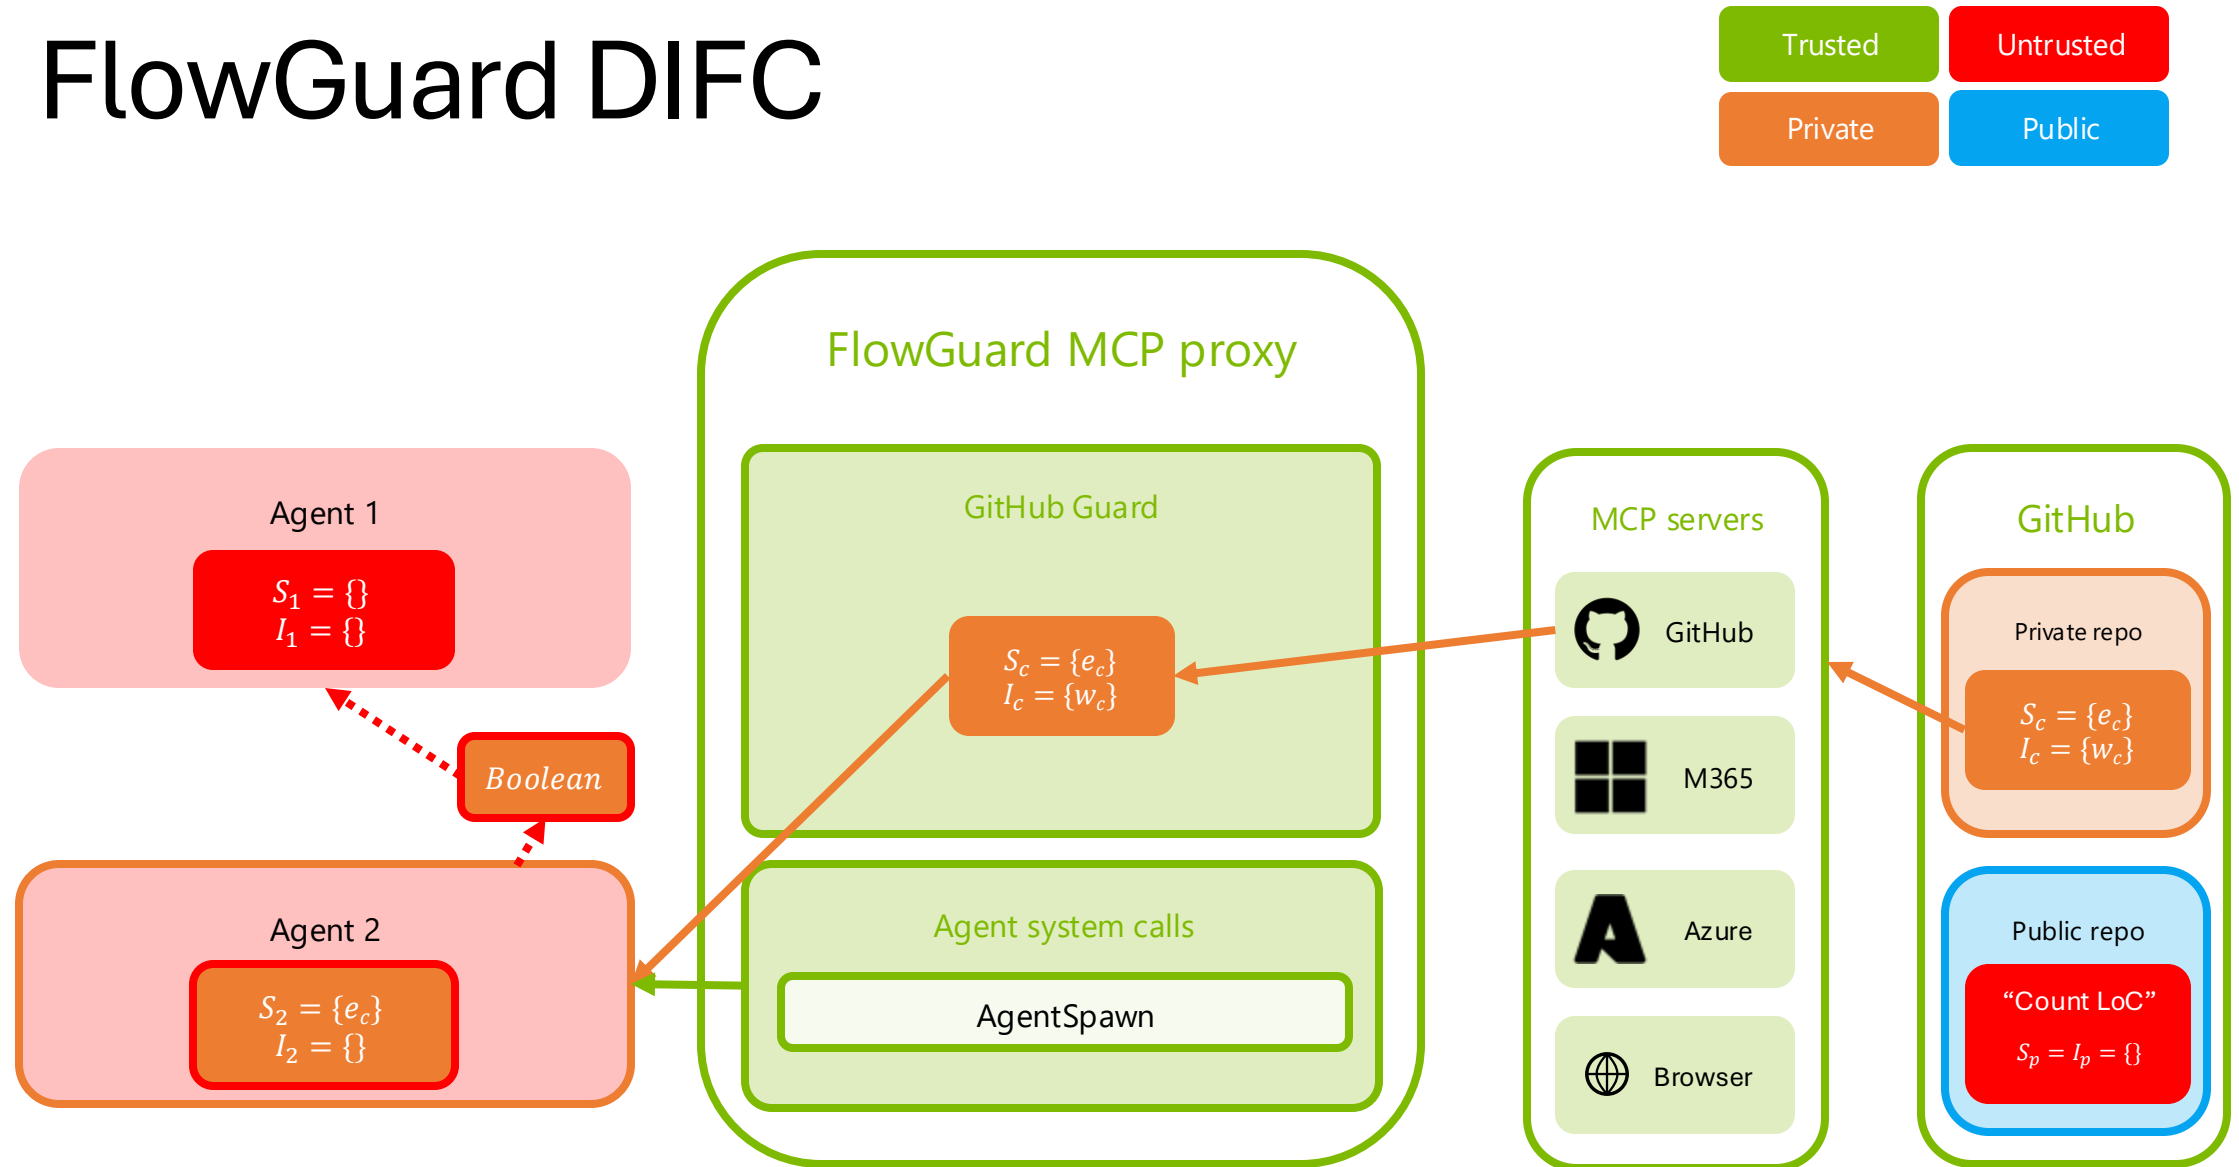 FlowGuard DIFC
Trusted
Untrusted
Private
Public
FlowGuard MCP proxy
Agent 1
S₁ = {}
I₁ = {}
Boolean
Agent 2
S₂ = {e_c}
I₂ = {}
GitHub Guard
S_c = {e_c}
I_c = {w_c}
Agent system calls
AgentSpawn
MCP servers
GitHub
M365
Azure
Browser
GitHub
Private repo
S_c = {e_c}
I_c = {w_c}
Public repo
“Count LoC”
S_p = I_p = {}